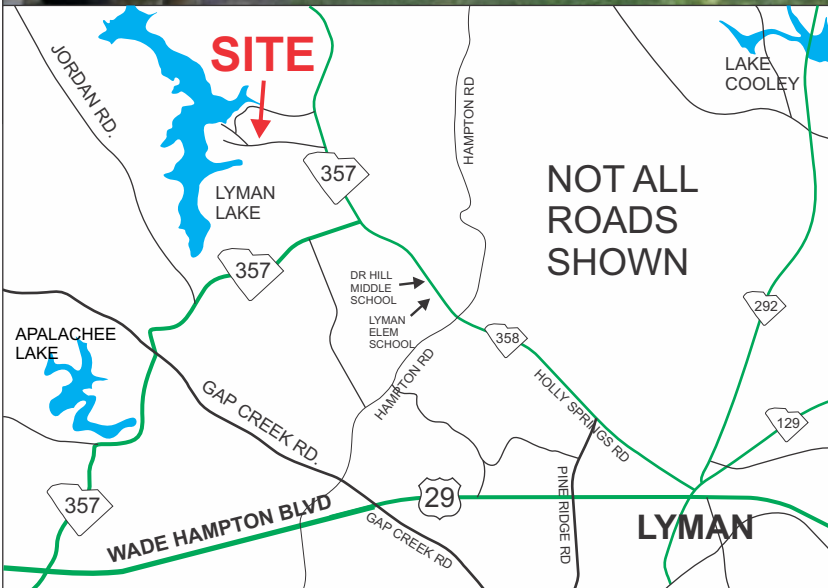 SITE
JORDAN RD.
HAMPTON RD
LAKE
COOLEY
357
LYMAN
LAKE
NOT ALL
ROADS
SHOWN
357
DR HILL
MIDDLE
SCHOOL
LYMAN
ELEM
SCHOOL
292
APALACHEE
LAKE
358
HAMPTON RD
HOLLY SPRINGS RD
GAP CREEK RD.
129
PINE RIDGE RD
357
29
WADE HAMPTON BLVD
GAP CREEK RD
LYMAN